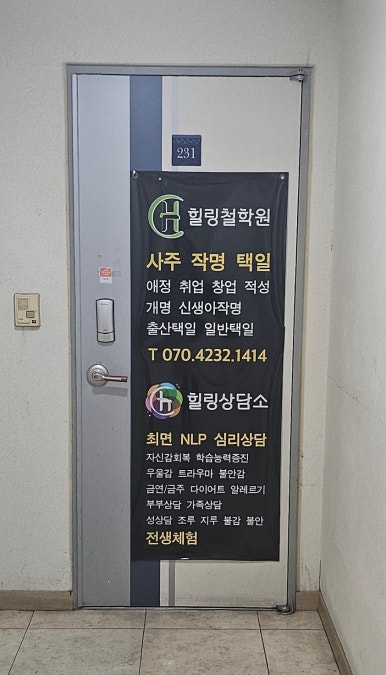 231
힐링철학원
사주 작명 택일
애정 취업 창업 적성
개명 신생아작명
출산택일 일반택일
T 070.4232.1414
힐링상담소
최면 NLP 심리상담
자신감회복 학습능력증진
우울감 트라우마 불안감
금연/금주 다이어트 알레르기
부부상담 가족상담
성상담 조루 지루 불감 불안
전생체험